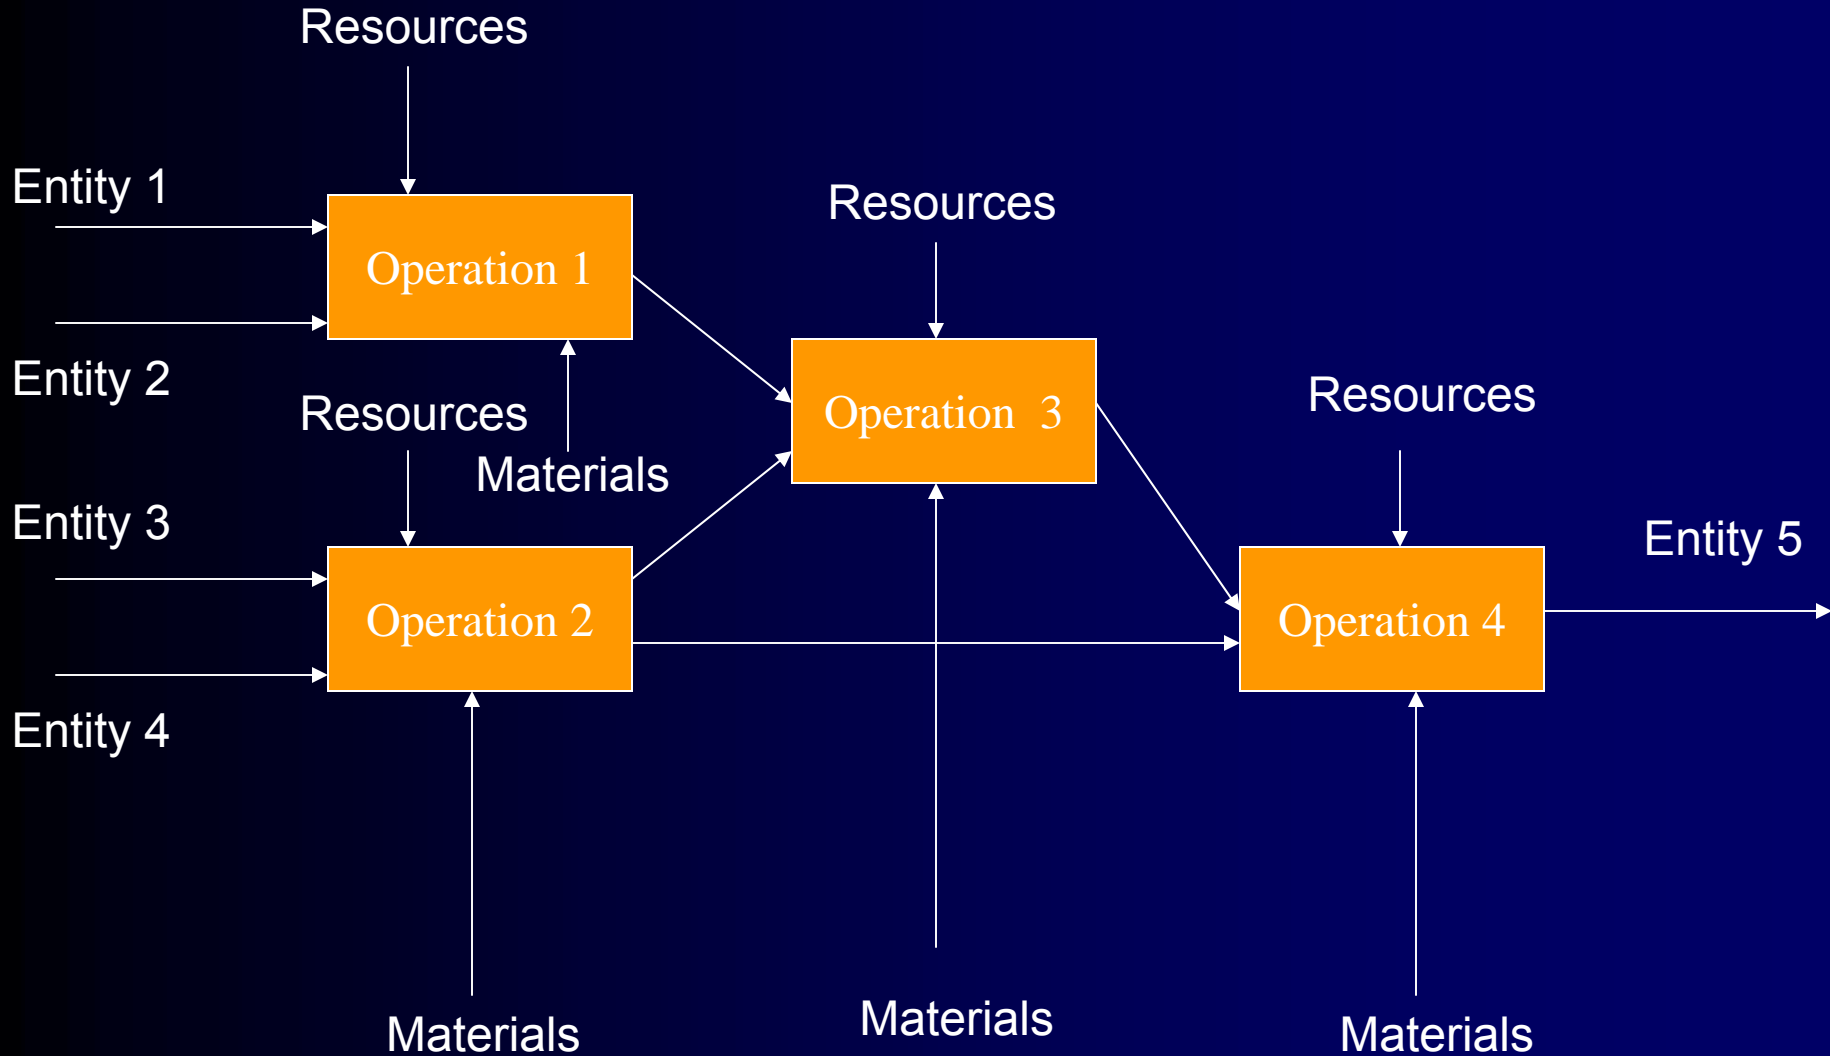 Resources
Entity 1
Resources
Operation 1
Entity 2
Resources
Operation  3
Resources
Materials
Entity 3
Entity 5
Operation 2
Operation 4
Entity 4
Materials
Materials
Materials